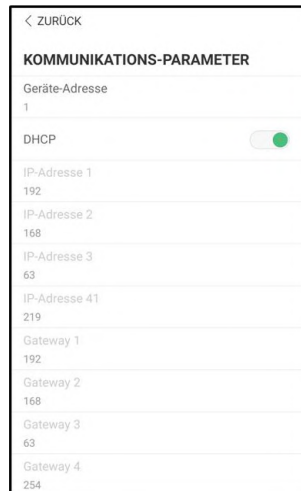 < ZURÜCK
KOMMUNIKATIONS-PARAMETER
Geräte-Adresse
1
DHCP
IP-Adresse 1
192
IP-Adresse 2
168
IP-Adresse 3
63
IP-Adresse 41
219
Gateway 1
192
Gateway 2
168
Gateway 3
63
Gateway 4
254